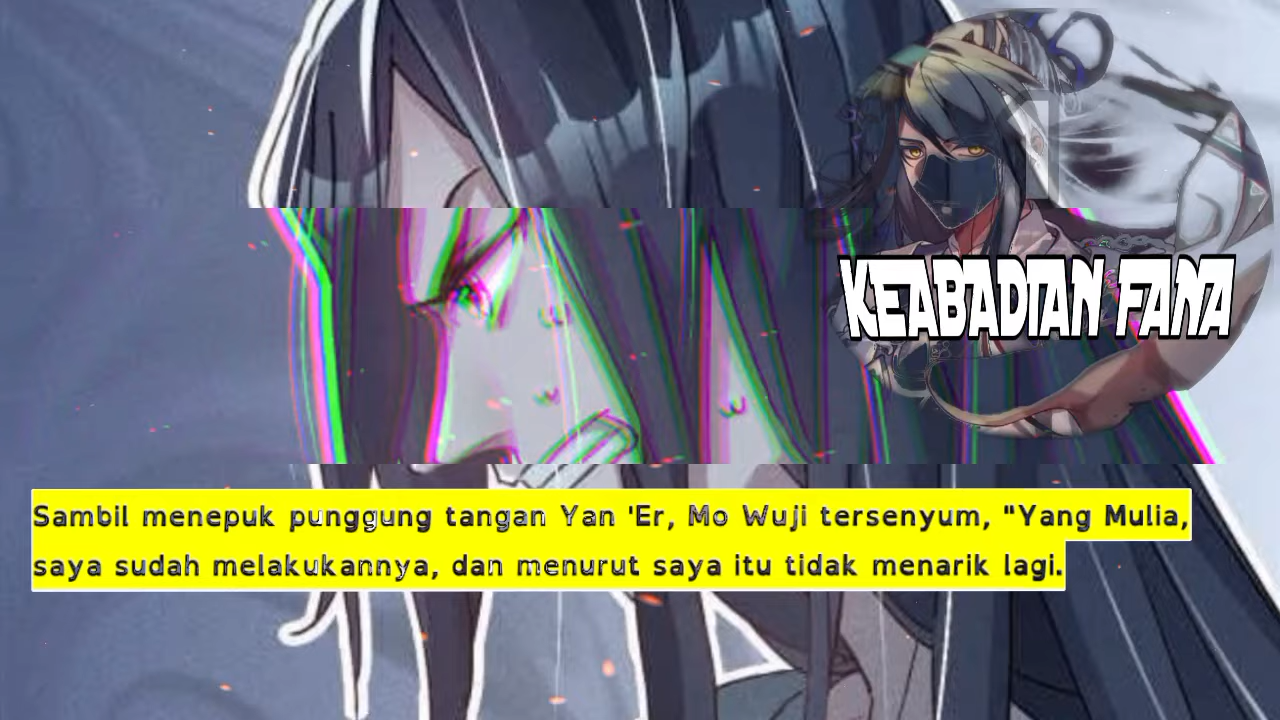 KEABADIAN FANA
Sambil menepuk punggung tangan Yan 'Er, Mo Wuji tersenyum, "Yang Mulia,
saya sudah melakukannya, dan menurut saya itu tidak menarik lagi.